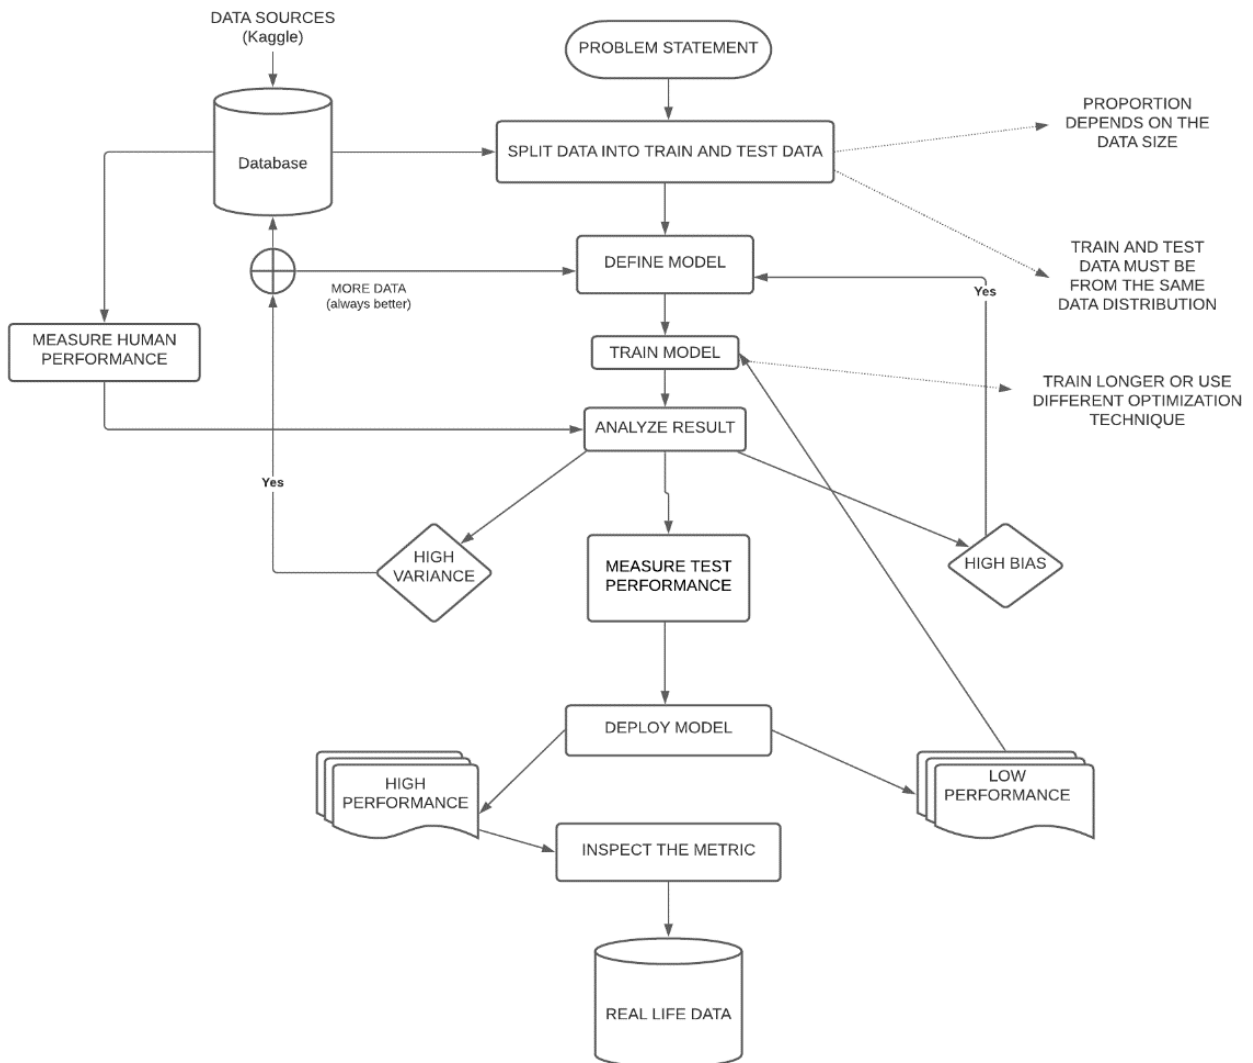 DATA SOURCES
(Kaggle)
PROBLEM STATEMENT
PROPORTION
DEPENDS ON THE
DATA SIZE
SPLIT DATA INTO TRAIN AND TEST DATA
Database
TRAIN AND TEST
DATA MUST BE
FROM THE SAME
DATA DISTRIBUTION
DEFINE MODEL
MORE DATA
(always better)
Yes
MEASURE HUMAN
PERFORMANCE
TRAIN MODEL
TRAIN LONGER OR USE
DIFFERENT OPTIMIZATION
TECHNIQUE
ANALYZE RESULT
Yes
HIGH
VARIANCE
MEASURE TEST
PERFORMANCE
HIGH BIAS
DEPLOY MODEL
HIGH
PERFORMANCE
LOW
PERFORMANCE
INSPECT THE METRIC
REAL LIFE DATA